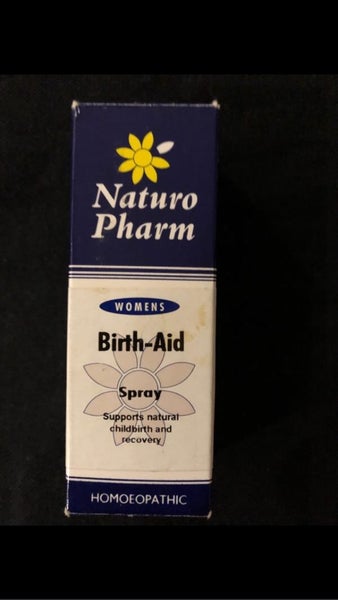 Naturo
Pharm
WOMENS
Birth-Aid
Spray
Supports natural
childbirth and
recovery
HOMOEOPATHIC